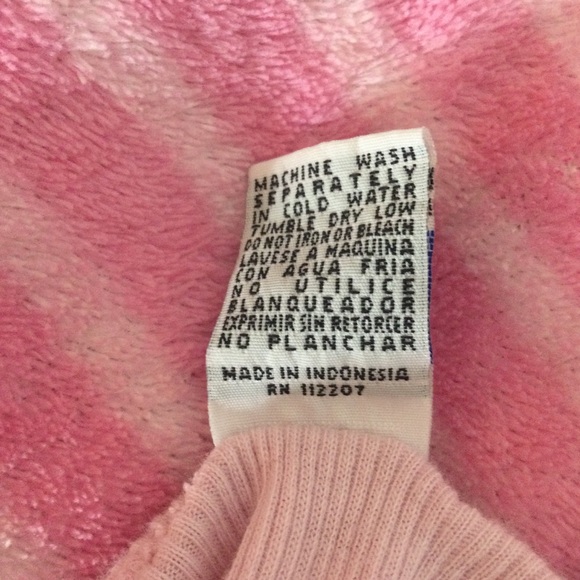 MACHINE WASH
SEPARATELY
IN COLD WATER
TUMBLE DRY LOW
DO NOT IRON OR BLEACH
LAVESE A MAQUINA
CON AGUA FRIA
NO UTILICE
BLANQUEADOR
EXPRIMIR SIN RETORCER
NO PLANCHAR
MADE IN INDONESIA
RN 112207